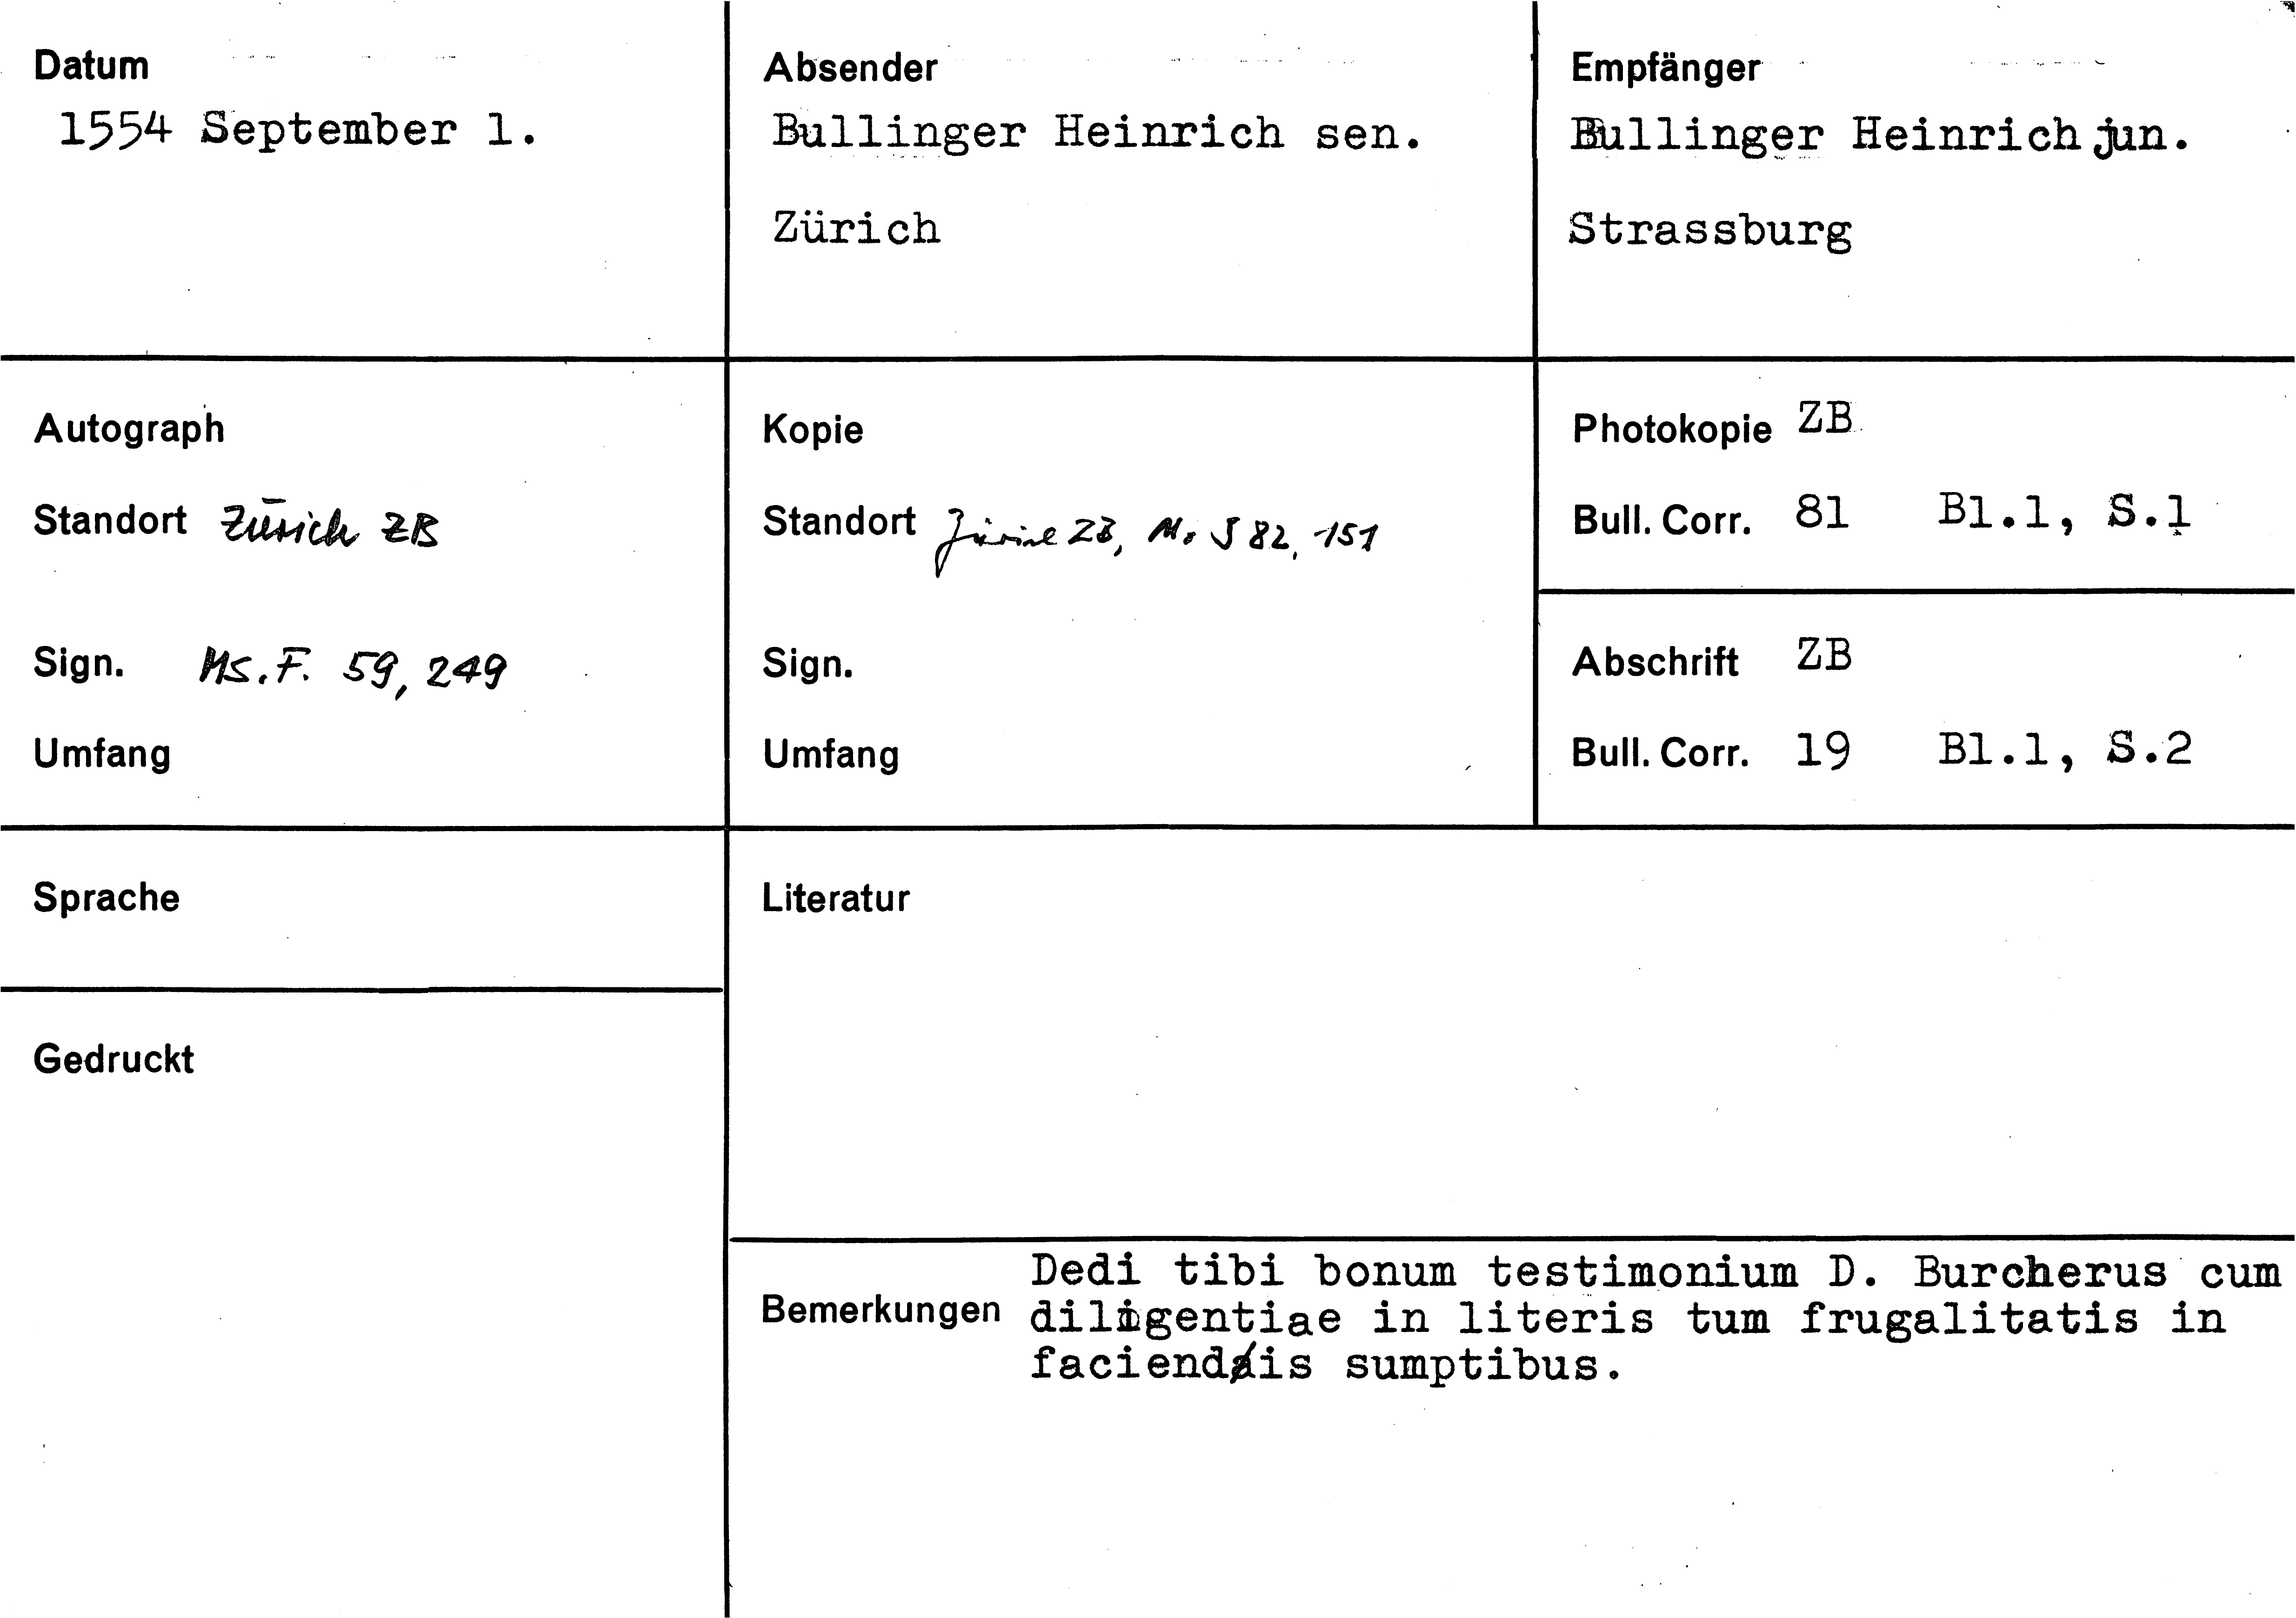 Datum
1554 September 1.
Absender
Bullinger Heinrich sen.
Zürich
Empfänger
Bullinger Heinrich jun.
Strassburg
Autograph
Standort Zürich ZB
Sign. Ms. F. 59, 249
Umfang
Kopie
Standort Zürich ZB, Ms S 82, 151
Sign.
Umfang
Photokopie ZB
Bull. Corr. 81 Bl.1, S.1
Abschrift ZB
Bull. Corr. 19 Bl.1, S.2
Sprache
Gedruckt
Literatur
Bemerkungen
Dedi tibi bonum testimonium D. Burcherus cum
diligentiae in literis tum frugalitatis in
faciendis sumptibus.